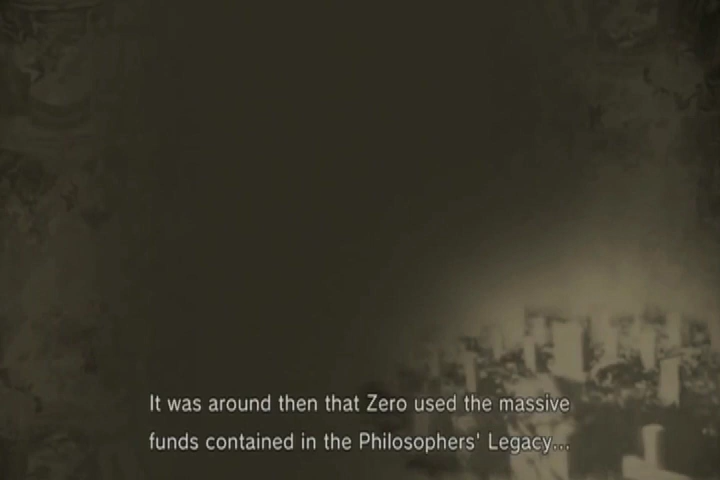 It was around then that Zero used the massive
funds contained in the Philosophers' Legacy...